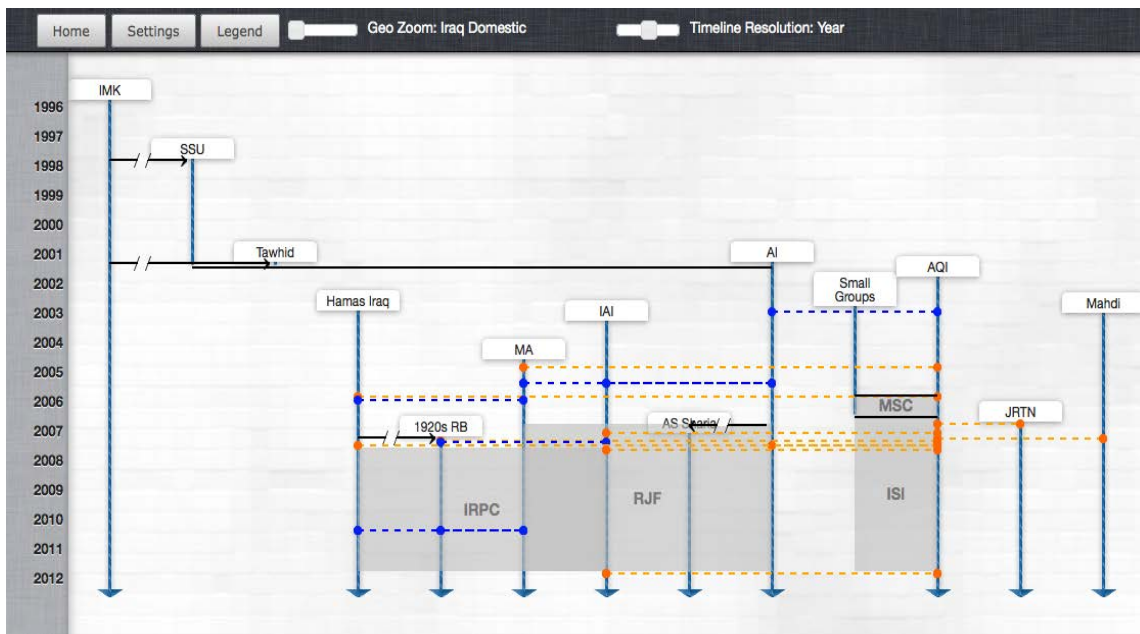 Home Settings Legend Geo Zoom: Iraq Domestic Timeline Resolution: Year
IMK
1996
1997
SSU
1998
1999
2000
2001 Tawhid AI
AQI
2002
Small
Groups
Hamas Iraq
2003 IAI Mahdi
2004
MA
2005
2006 MSC
JRTN
2007 1920s RB AS Sharia
2008
2009 IRPC RJF ISI
2010
2011
2012